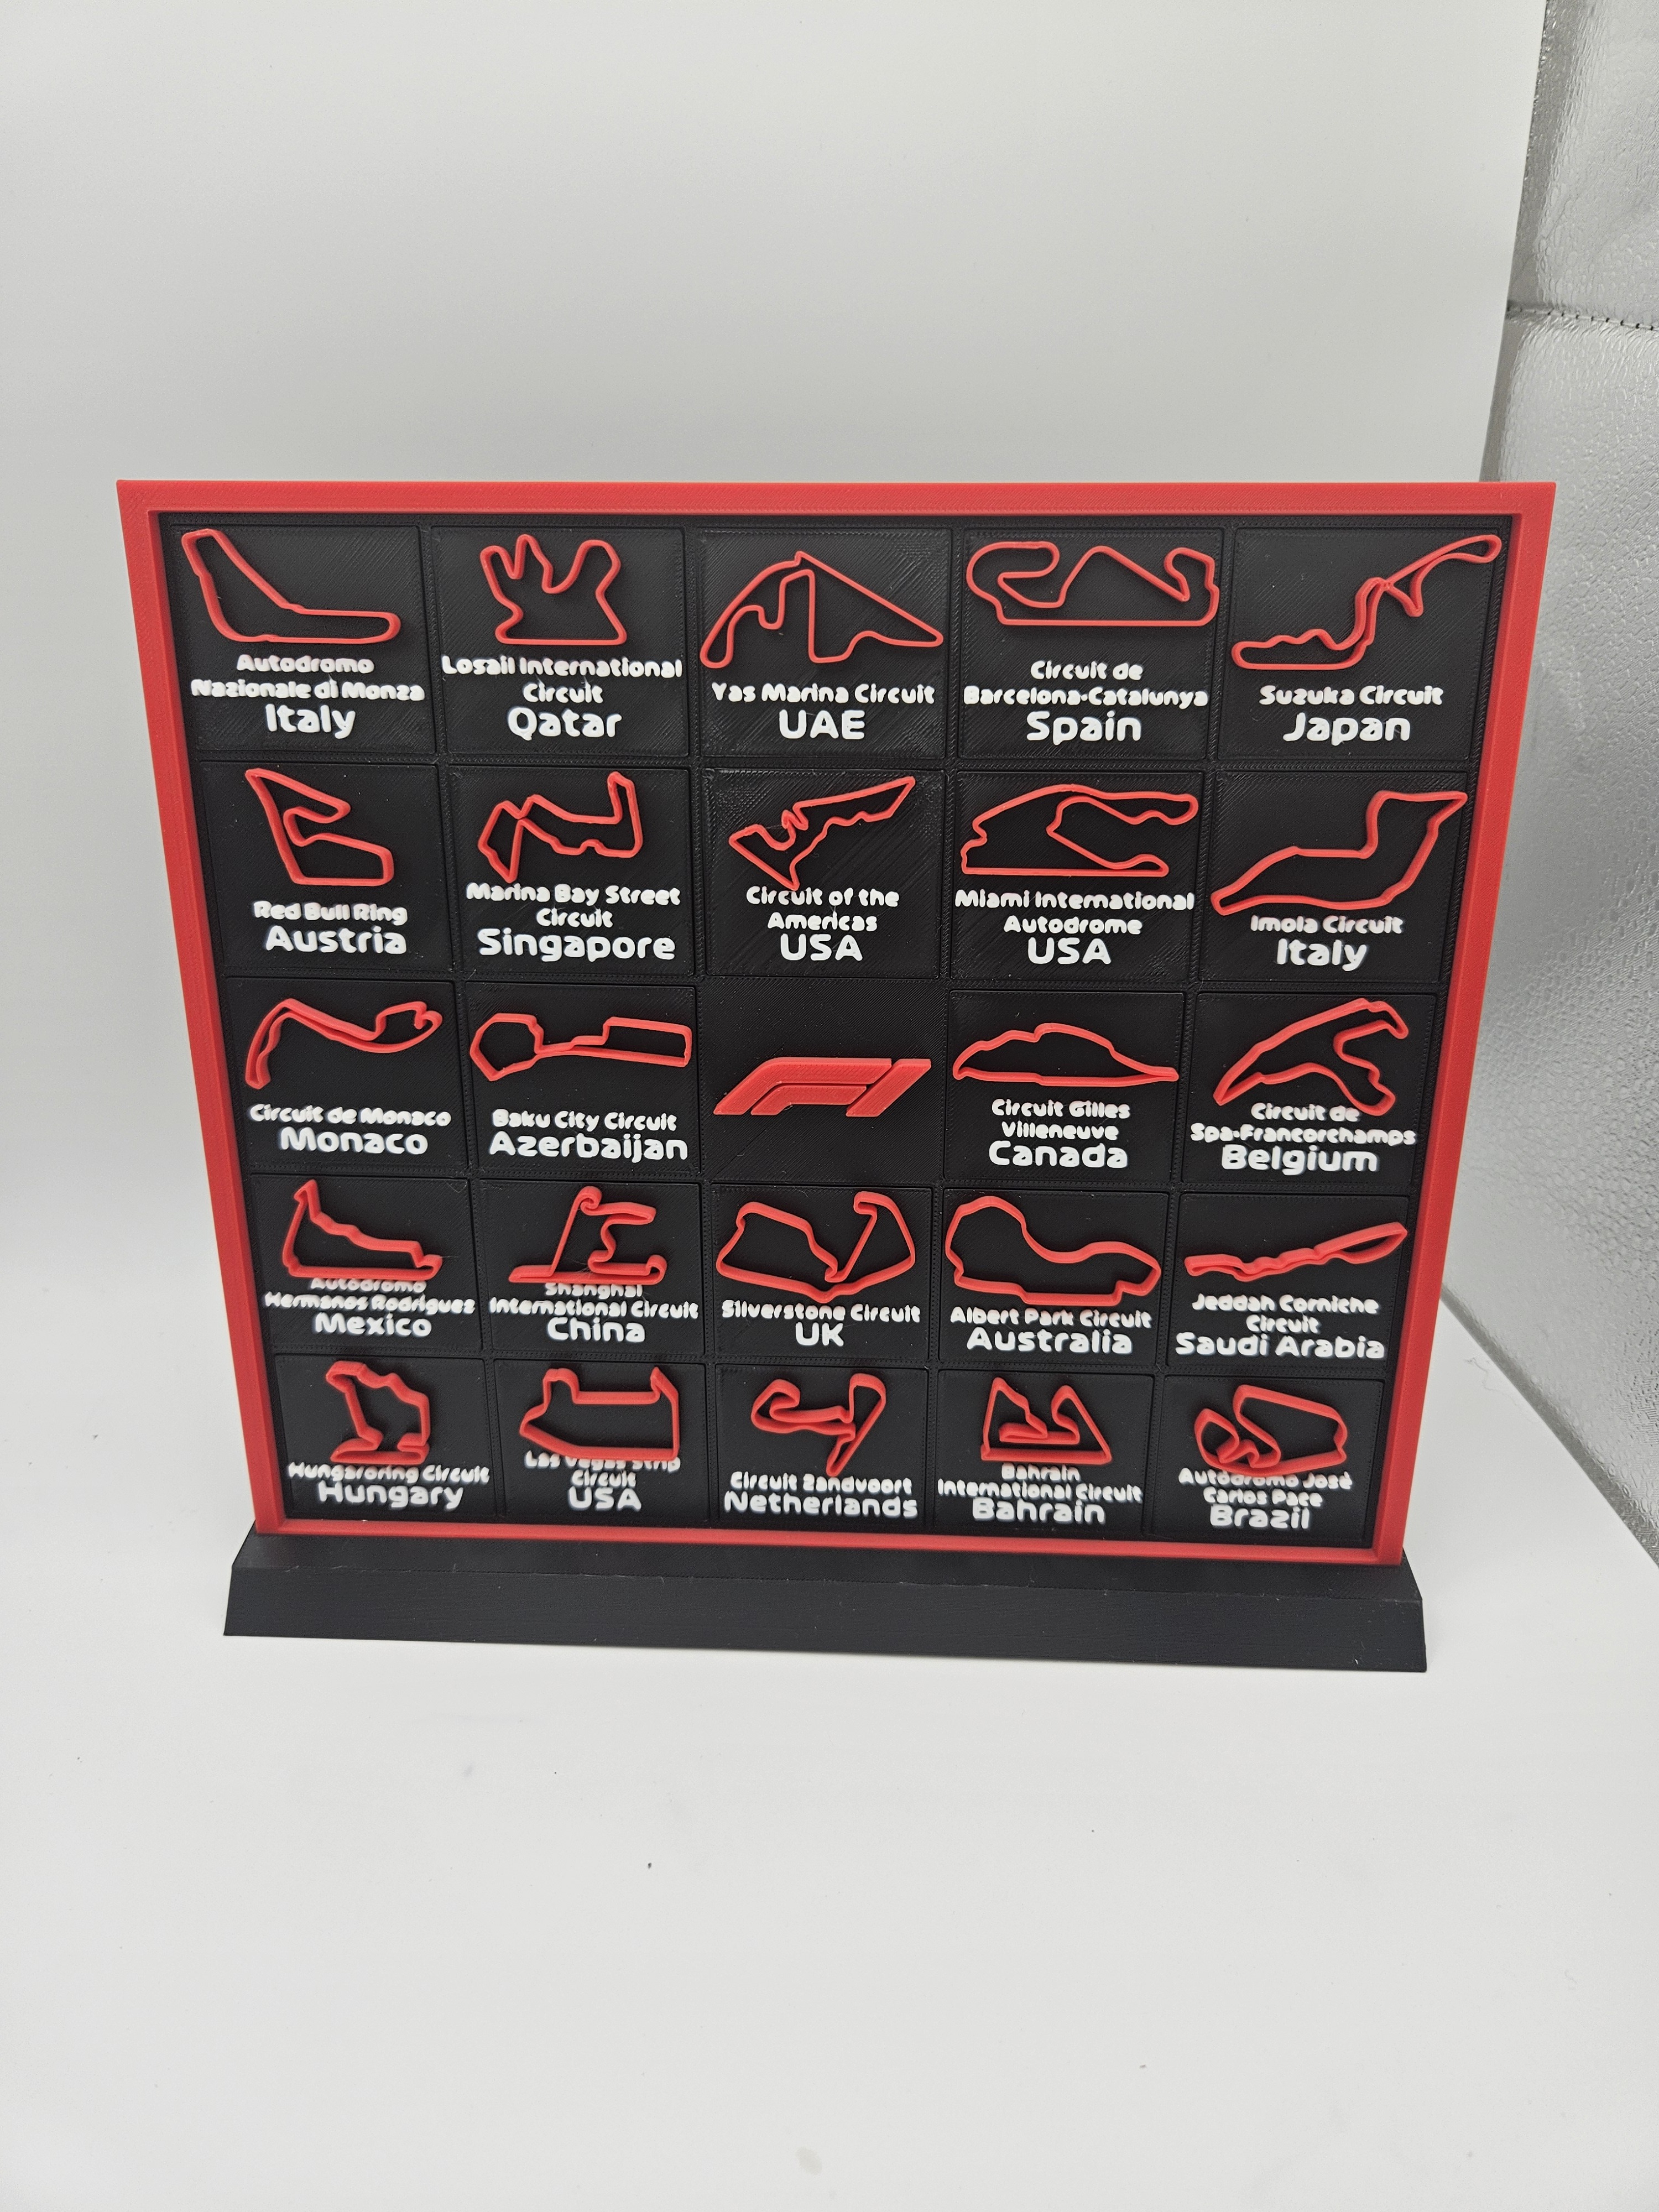 Autodromo
Nazionale di Monza
Italy
Losail International
Circuit
Qatar
Yas Marina Circuit
UAE
Circuit de
Barcelona-Catalunya
Spain
Suzuka Circuit
Japan
Red Bull Ring
Austria
Marina Bay Street
Circuit
Singapore
Circuit of the
Americas
USA
Miami International
Autodrome
USA
Imola Circuit
Italy
Circuit de Monaco
Monaco
Baku City Circuit
Azerbaijan
F1
Circuit Gilles
Villeneuve
Canada
Circuit de
Spa-Francorchamps
Belgium
Autodromo
Hermanos Rodriguez
Mexico
Shanghai
International Circuit
China
Silverstone Circuit
UK
Albert Park Circuit
Australia
Jeddah Corniche
Circuit
Saudi Arabia
Hungaroring Circuit
Hungary
Las Vegas Strip
Circuit
USA
Circuit Zandvoort
Netherlands
Bahrain
International Circuit
Bahrain
Autódromo José
Carlos Pace
Brazil